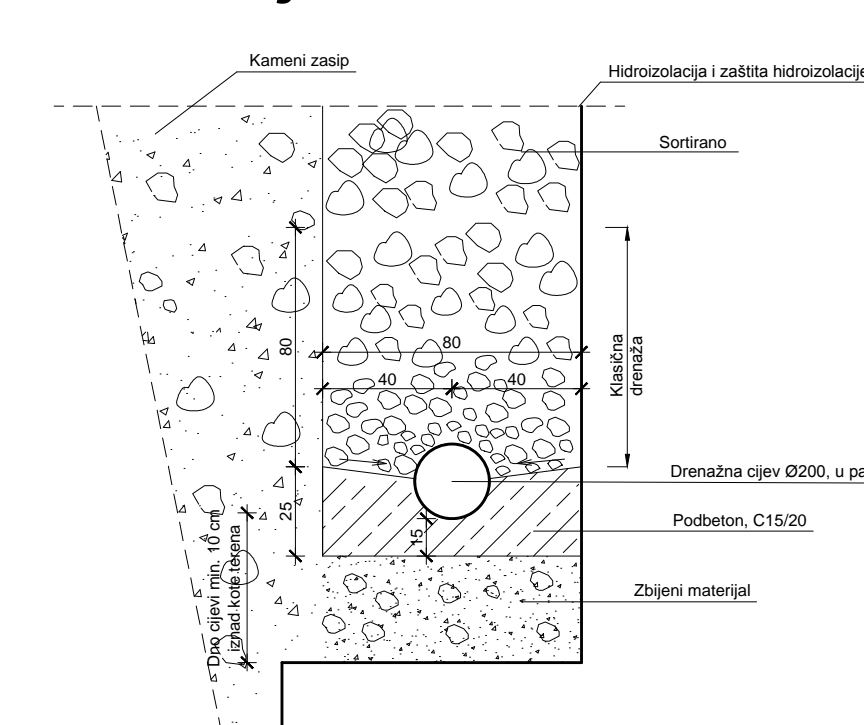 Kameni zasip
Hidroizolacija i zaštita hidroizolacije
Sortirano
80
80
40
40
Klasična
drenaža
Drenažna cijev Ø200, u pa
25
15
Podbeton, C15/20
Dno cijevi min. 10 cm
iznad kote terena
Zbijeni materijal